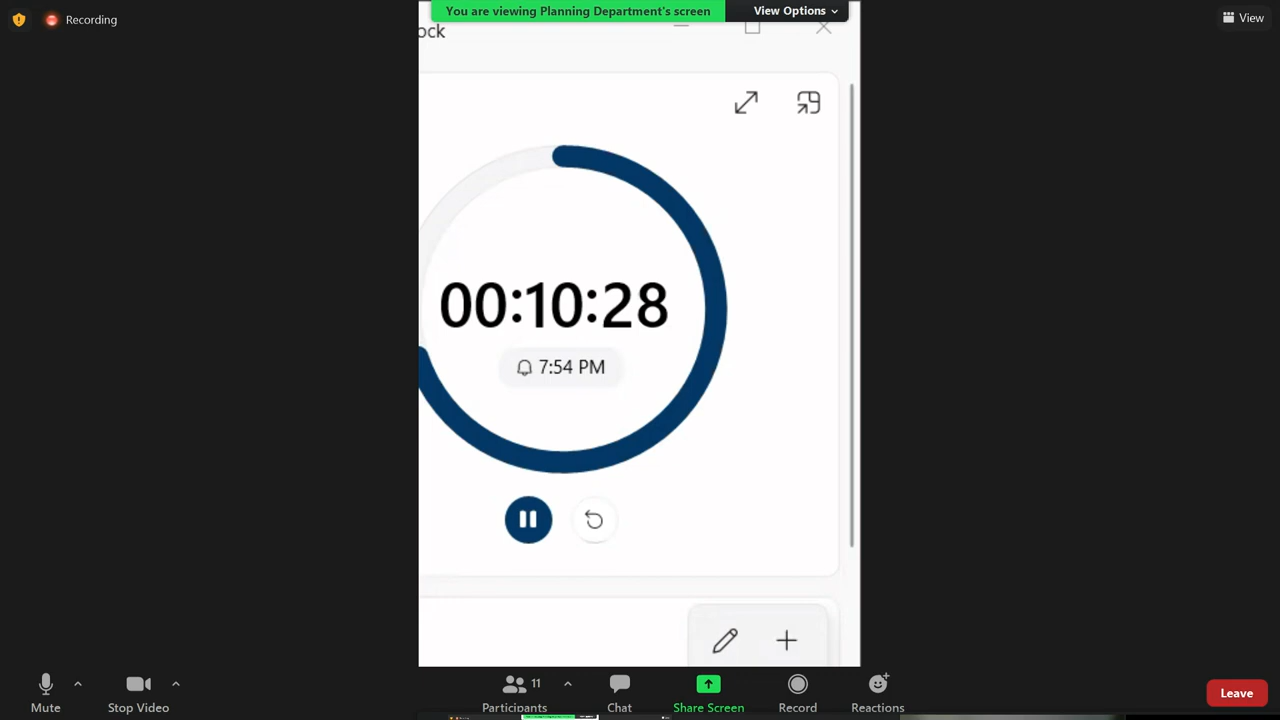 Recording
You are viewing Planning Department's screen
View Options
View
ock
00:10:28
7:54 PM
Mute
Stop Video
Participants
11
Chat
Share Screen
Record
Reactions
Leave